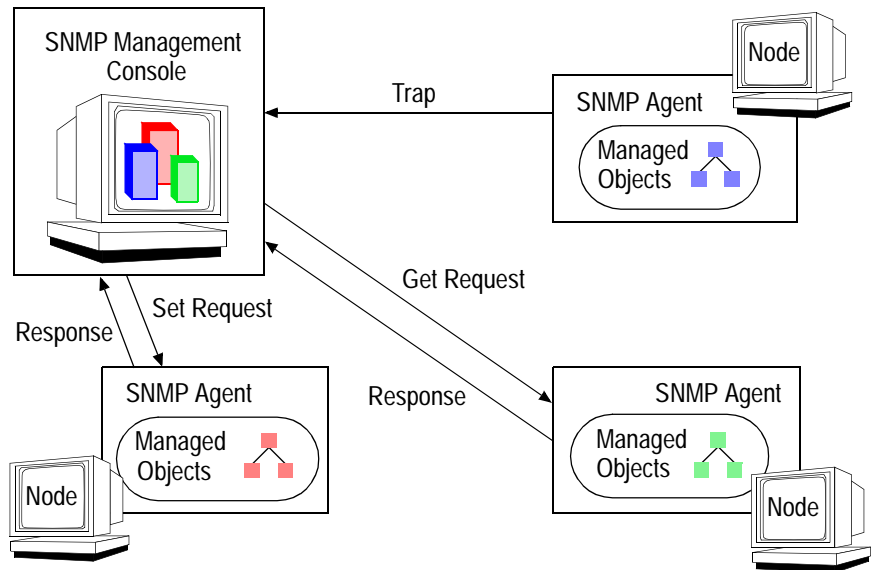 SNMP Management
Console
Node
Trap
SNMP Agent
Managed
Objects
Get Request
Set Request
Response
Response
SNMP Agent
Managed
Objects
Node
SNMP Agent
Managed
Objects
Node